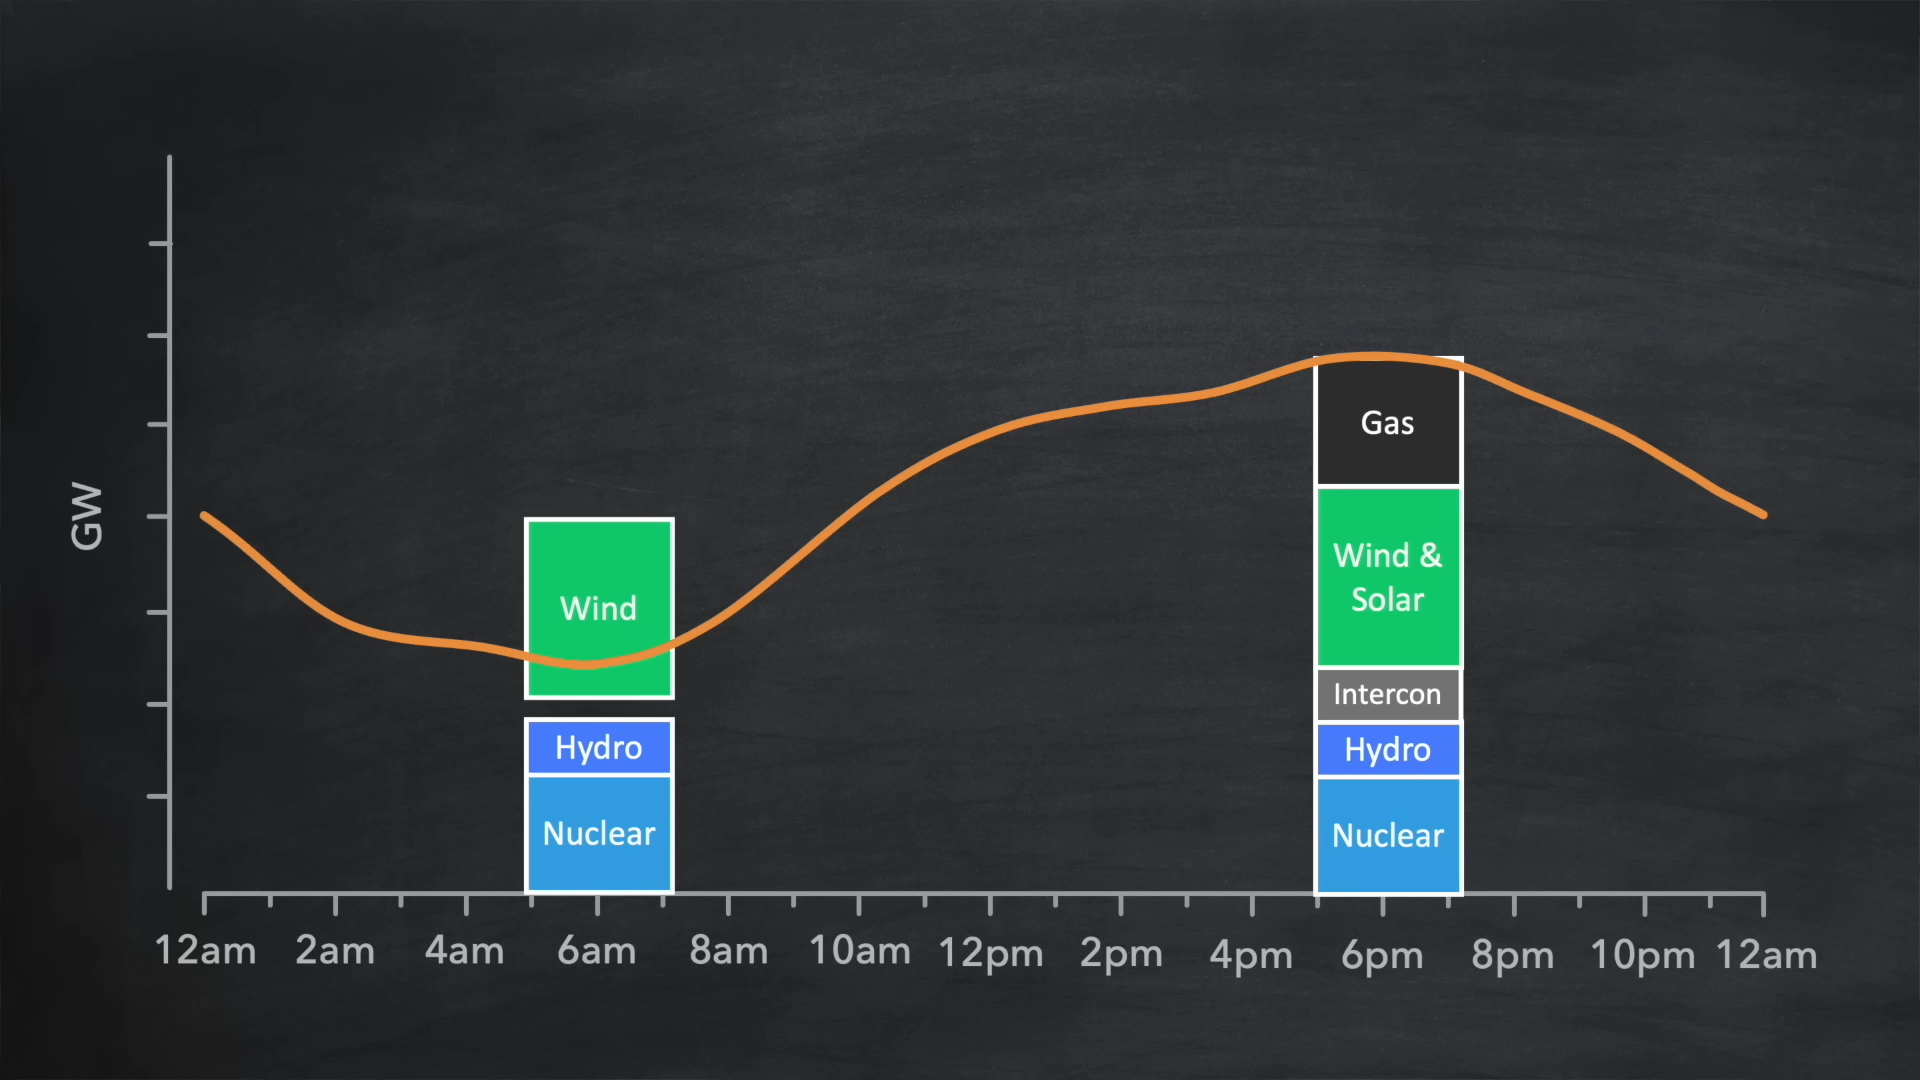 GW
Wind
Hydro
Nuclear
Gas
Wind &
Solar
Intercon
Hydro
Nuclear
12am 2am 4am 6am 8am 10am 12pm 2pm 4pm 6pm 8pm 10pm 12am